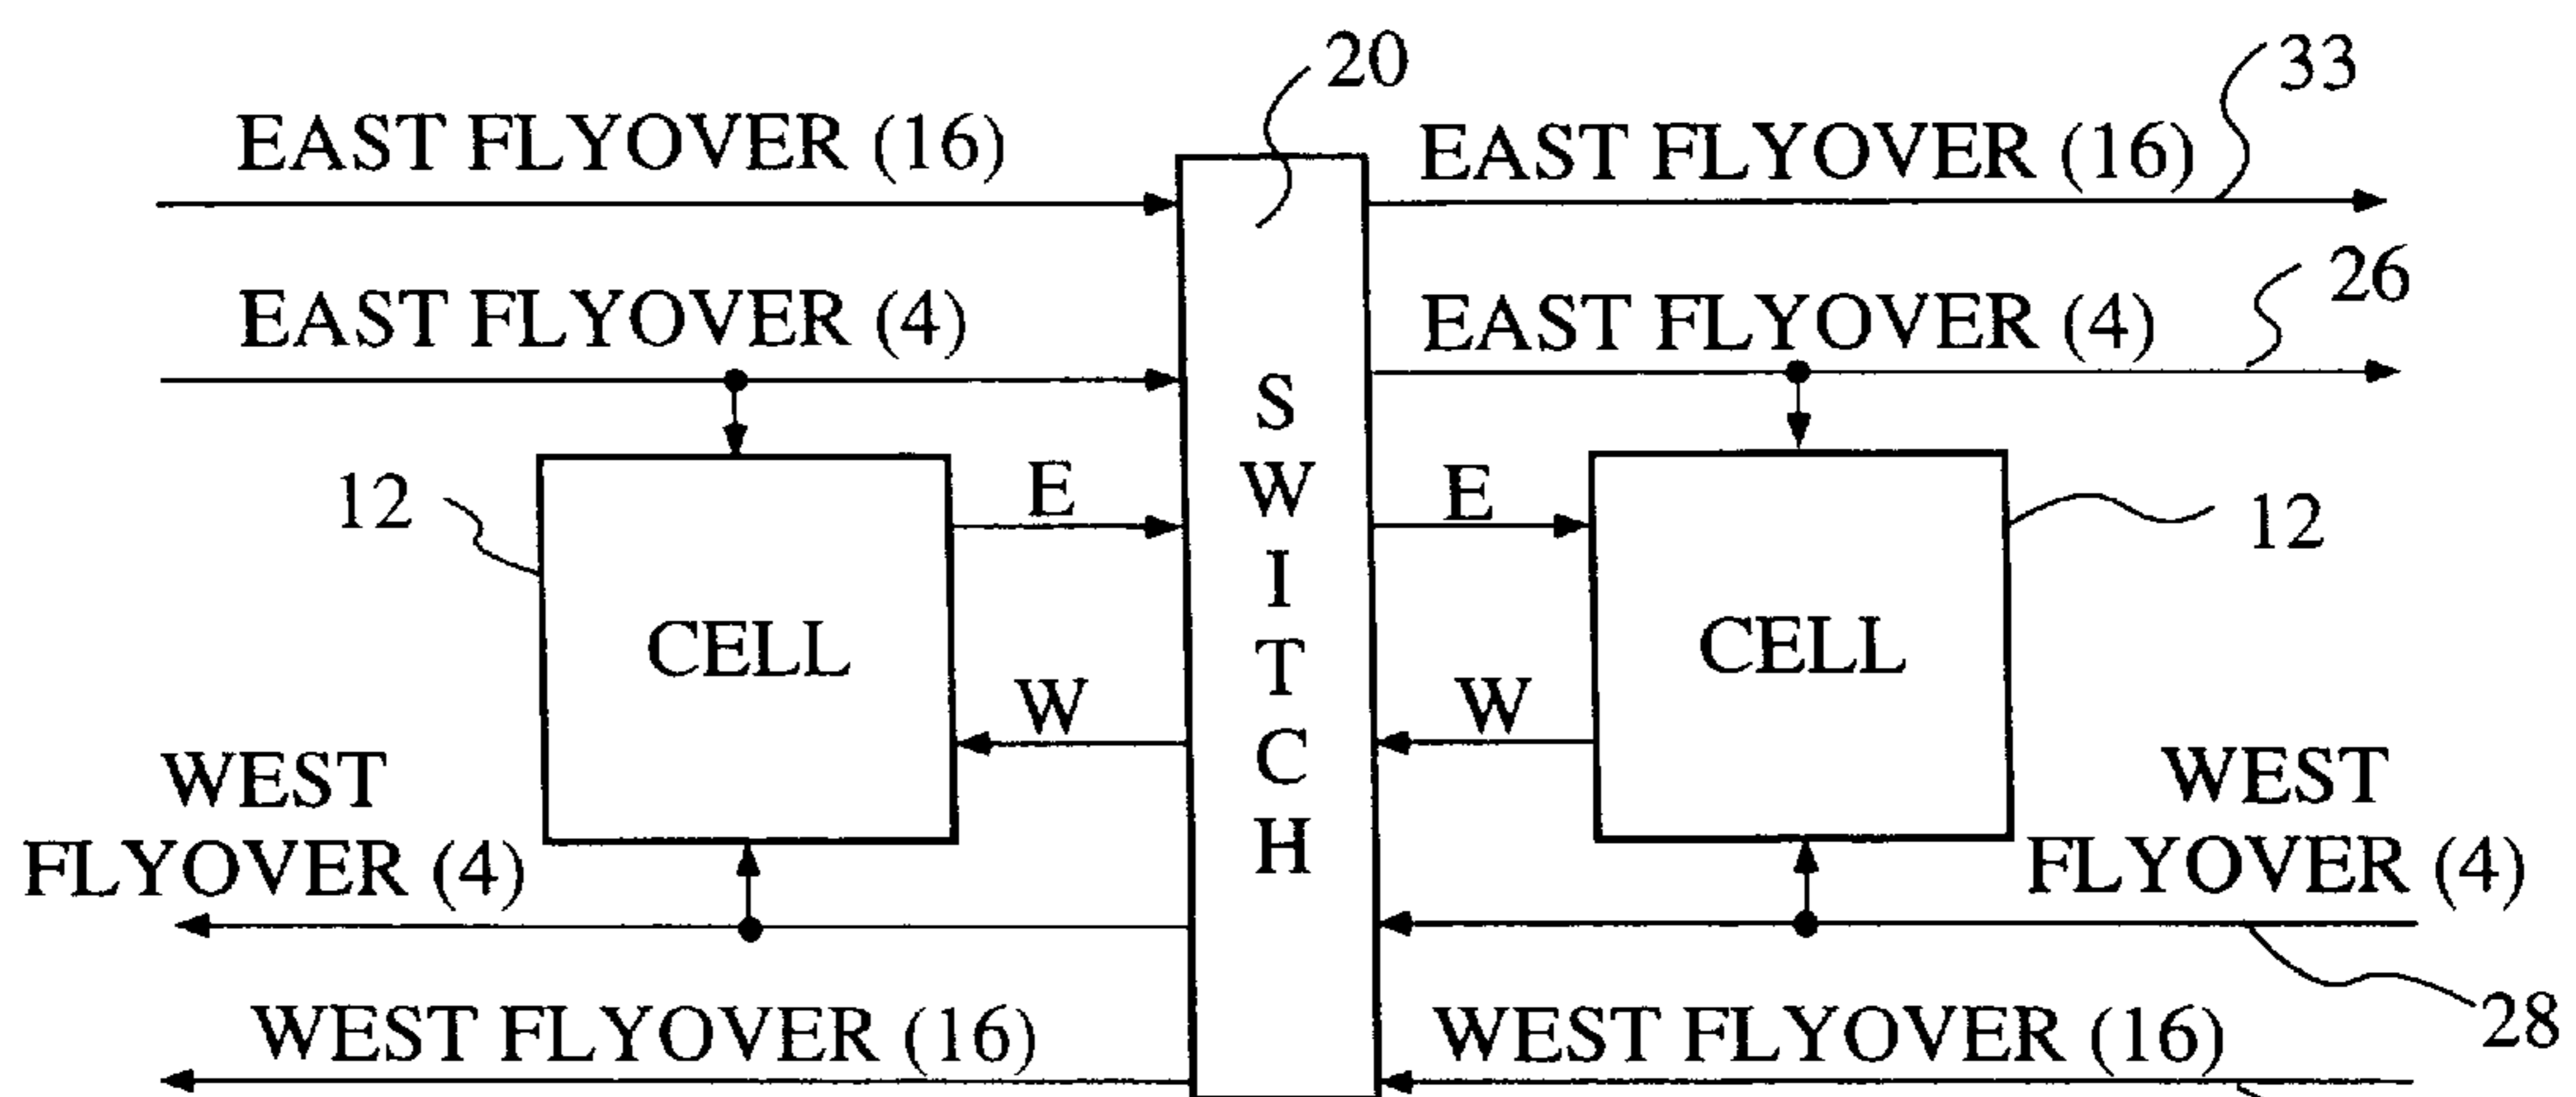 20
33
EAST FLYOVER (16)
EAST FLYOVER (16)
26
EAST FLYOVER (4)
EAST FLYOVER (4)
SWITCH
12
E
E
12
CELL
CELL
W
W
WEST
FLYOVER (4)
WEST
FLYOVER (4)
28
WEST FLYOVER (16)
WEST FLYOVER (16)